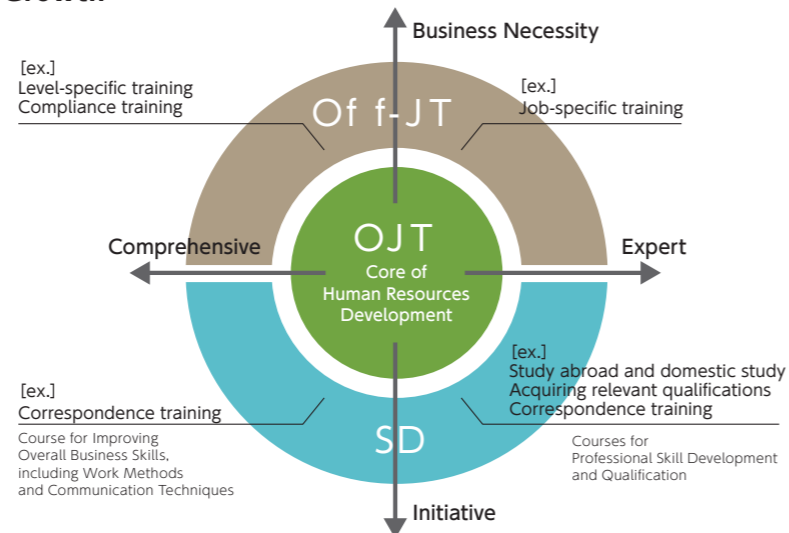 Business Necessity
[ex.]
Level-specific training
Compliance training
[ex.]
Job-specific training
Off-JT
Comprehensive
Expert
OJT
Core of
Human Resources
Development
[ex.]
Correspondence training
Course for Improving
Overall Business Skills,
including Work Methods
and Communication Techniques
[ex.]
Study abroad and domestic study
Acquiring relevant qualifications
Correspondence training
Courses for
Professional Skill Development
and Qualification
SD
Initiative